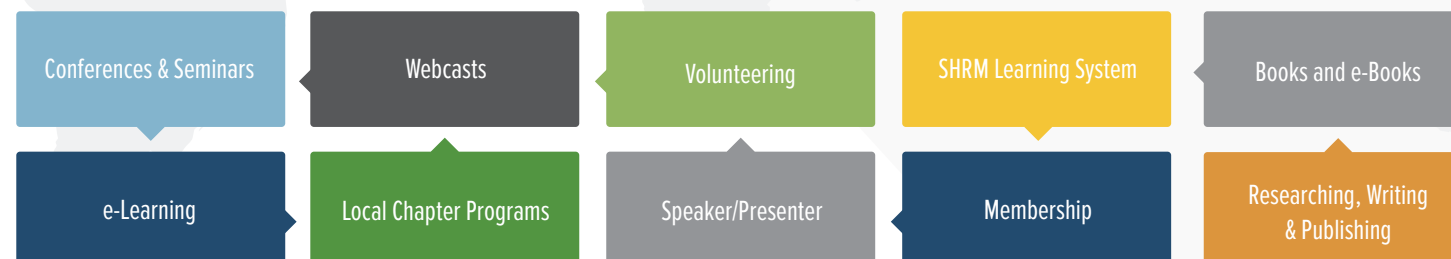 Conferences & Seminars
Webcasts
Volunteering
SHRM Learning System
Books and e-Books
e-Learning
Local Chapter Programs
Speaker/Presenter
Membership
Researching, Writing
& Publishing